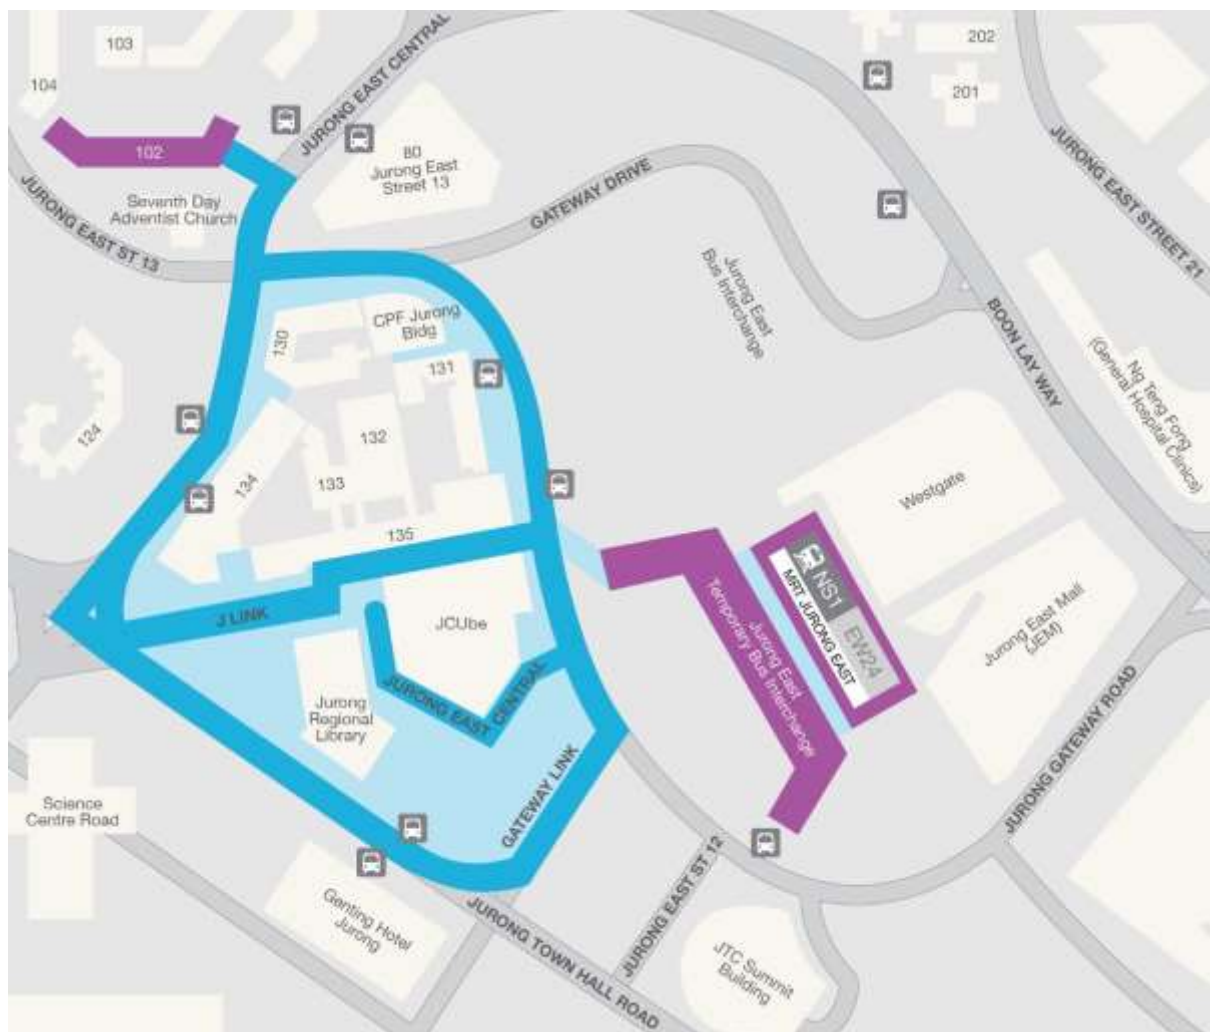 103
104
102
JURONG EAST CENTRAL
202
201
80
Jurong East
Street 13
JURONG EAST STREET 21
JURONG EAST ST 13
Seventh Day
Adventist Church
GATEWAY DRIVE
Jurong East
Bus Interchange
BOON LAY WAY
Ng Teng Fong
(General Hospital Clinics)
CPF Jurong
Bldg
130
131
132
133
134
135
124
Westgate
NS1
EW24
MRT JURONG EAST
Jurong East
Temporary Bus Interchange
Jurong East Mall
(JEM)
J LINK
JCUbe
JURONG EAST CENTRAL
Jurong
Regional
Library
GATEWAY LINK
JURONG GATEWAY ROAD
Science
Centre Road
Genting Hotel
Jurong
JURONG TOWN HALL ROAD
JURONG EAST ST 12
JTC Summit
Building